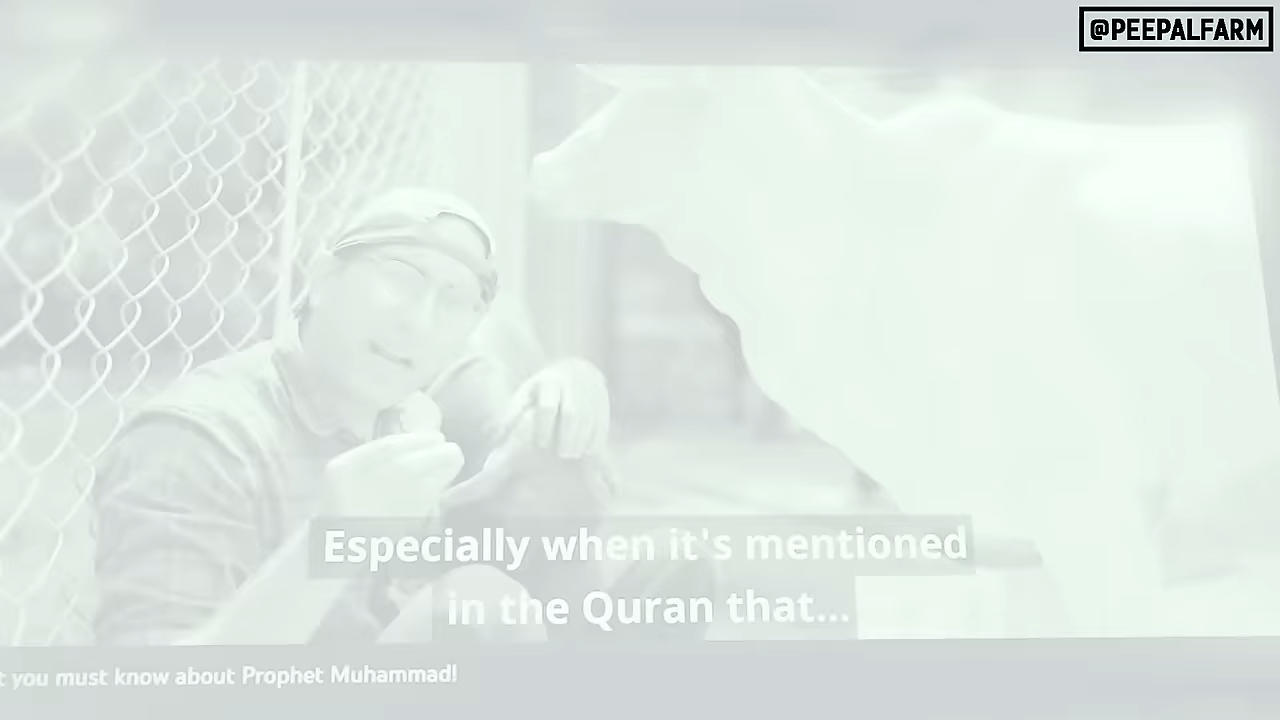 @PEEPALFARM
Especially when it's mentioned
in the Quran that...
you must know about Prophet Muhammad!